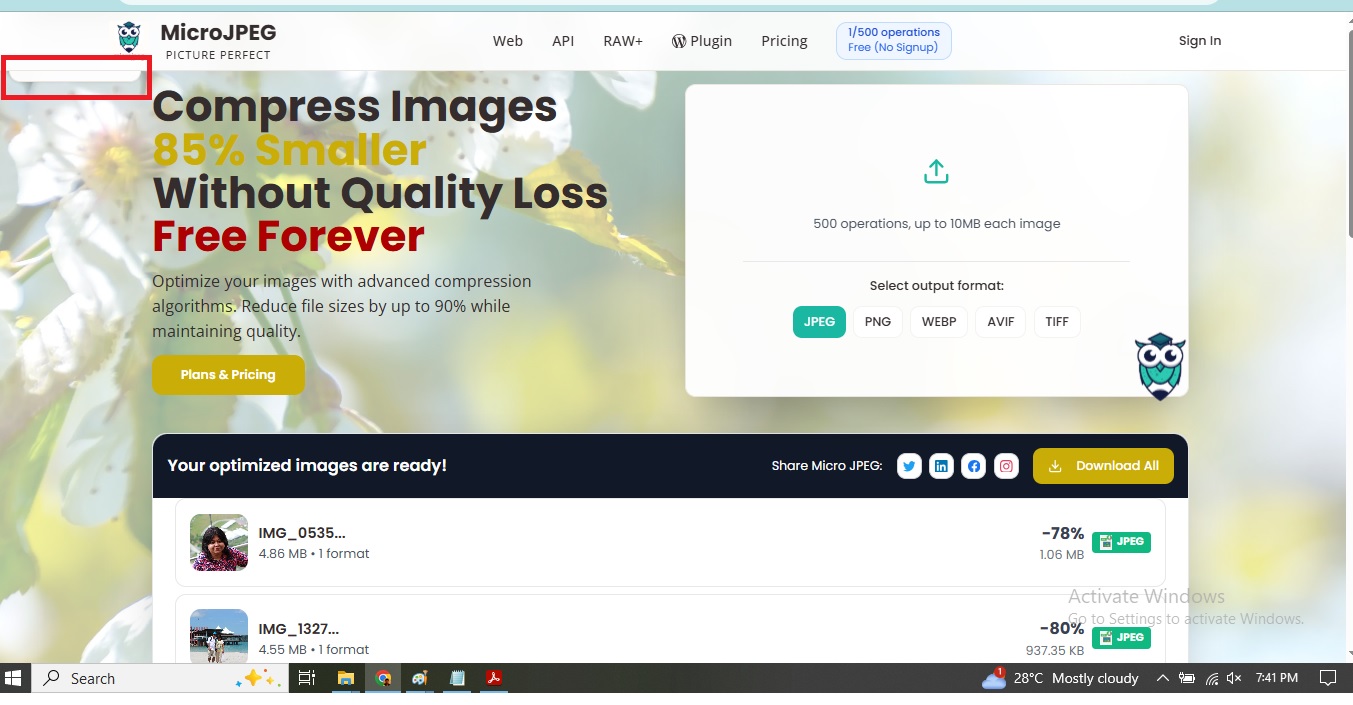 MicroJPEG
PICTURE PERFECT
Web API RAW+ Plugin Pricing
1/500 operations
Free (No Signup)
Sign In
Compress Images
85% Smaller
Without Quality Loss
Free Forever
Optimize your images with advanced compression
algorithms. Reduce file sizes by up to 90% while
maintaining quality.
Plans & Pricing
500 operations, up to 10MB each image
Select output format:
JPEG PNG WEBP AVIF TIFF
Your optimized images are ready!
Share Micro JPEG:
Download All
IMG_0535...
4.86 MB • 1 format
-78%
1.06 MB
JPEG
IMG_1327...
4.55 MB • 1 format
-80%
937.35 KB
JPEG
Activate Windows
Go to Settings to activate Windows.
Search
1
28°C Mostly cloudy
7:41 PM